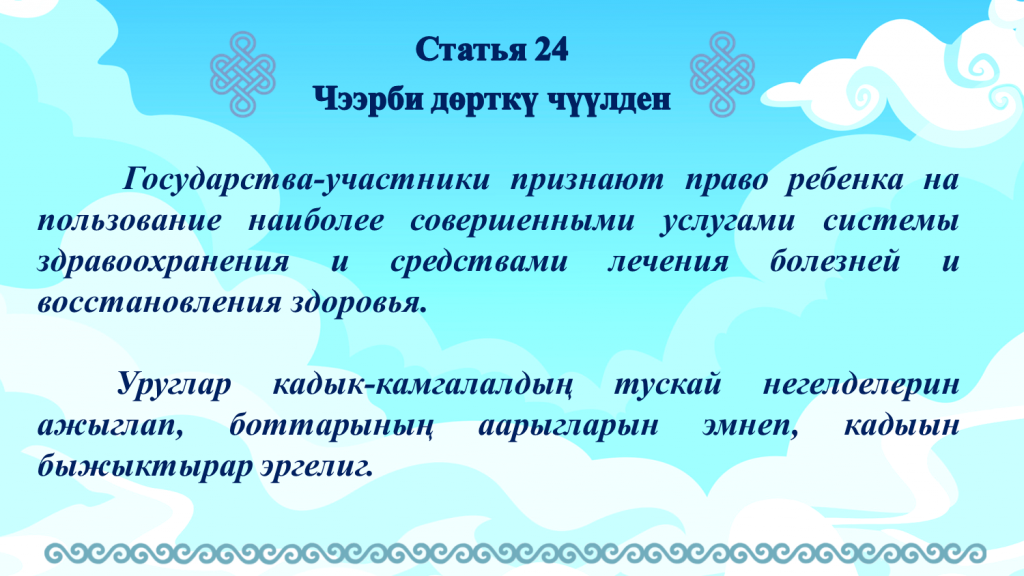 Статья 24
Чээрби дөрткү чүүлден
Государства-участники признают право ребенка на
пользование наиболее совершенными услугами системы
здравоохранения и средствами лечения болезней и
восстановления здоровья.
Уруглар кадык-камгалалдың тускай негелделерин
ажыглап, боттарының аарыгларын эмнеп, кадыын
быжыктырар эргелиг.